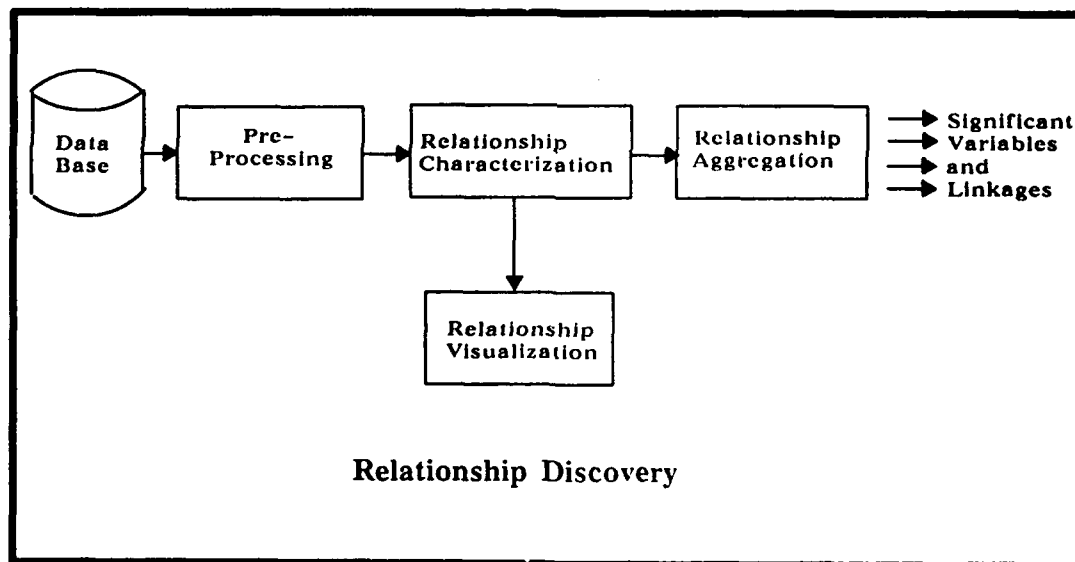 Data
Base
Pre-
Processing
Relationship
Characterization
Relationship
Aggregation
Significant
Variables
and
Linkages
Relationship
Visualization
Relationship Discovery